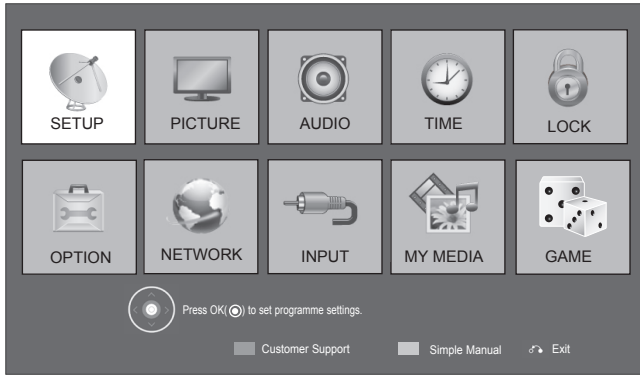 SETUP PICTURE AUDIO TIME LOCK
OPTION NETWORK INPUT MY MEDIA GAME
Press OK() to set programme settings.
Customer Support Simple Manual Exit